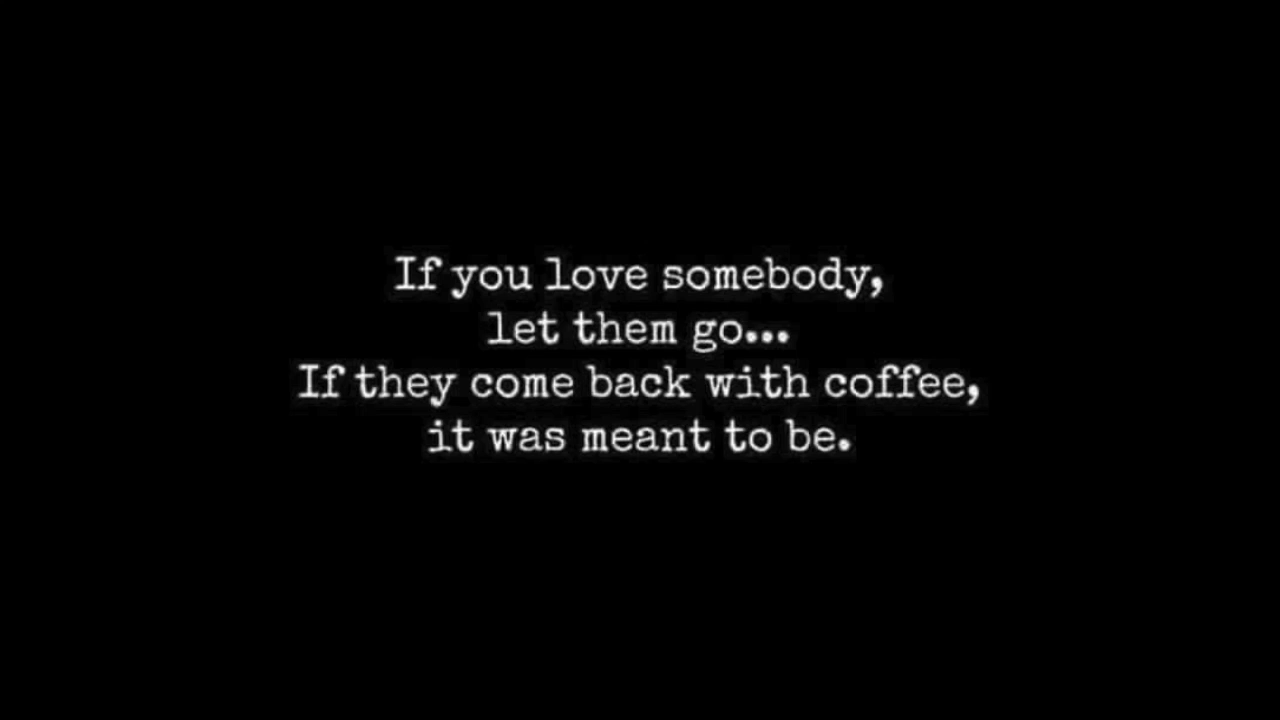 If you love somebody,
let them go...
If they come back with coffee,
it was meant to be.